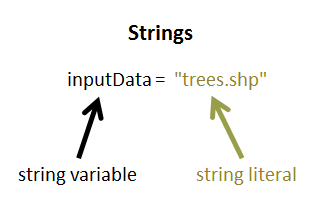 Strings
inputData = "trees.shp"
string variable string literal